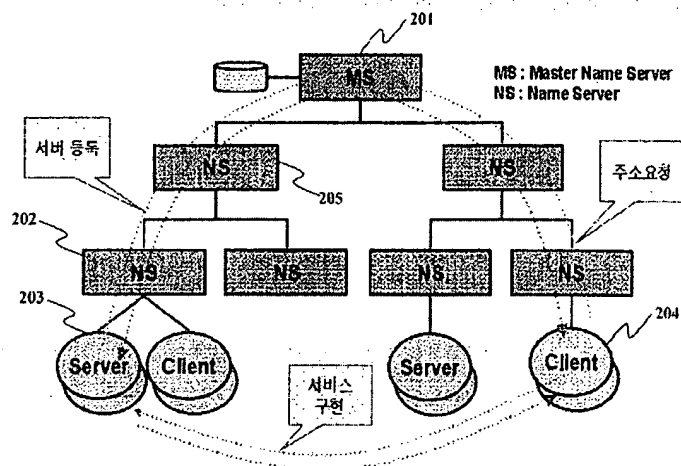 201
MS
MS : Master Name Server
NS : Name Server
서버 등록
NS
205
NS
주소요청
202
NS
NS
NS
NS
203
204
Server
Client
Server
Client
서비스
구현